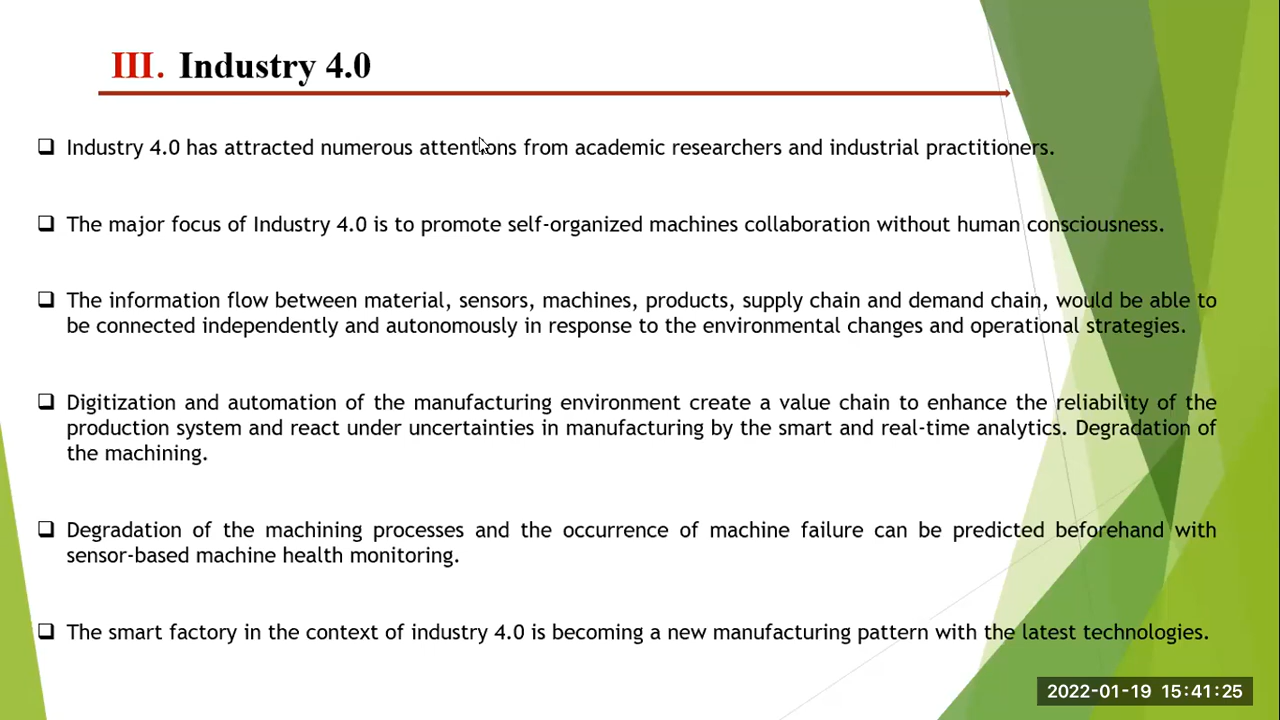 III. Industry 4.0
❑ Industry 4.0 has attracted numerous attentions from academic researchers and industrial practitioners.
❑ The major focus of Industry 4.0 is to promote self-organized machines collaboration without human consciousness.
❑ The information flow between material, sensors, machines, products, supply chain and demand chain, would be able to
be connected independently and autonomously in response to the environmental changes and operational strategies.
❑ Digitization and automation of the manufacturing environment create a value chain to enhance the reliability of the
production system and react under uncertainties in manufacturing by the smart and real-time analytics. Degradation of
the machining.
❑ Degradation of the machining processes and the occurrence of machine failure can be predicted beforehand with
sensor-based machine health monitoring.
❑ The smart factory in the context of industry 4.0 is becoming a new manufacturing pattern with the latest technologies.
2022-01-19 15:41:25